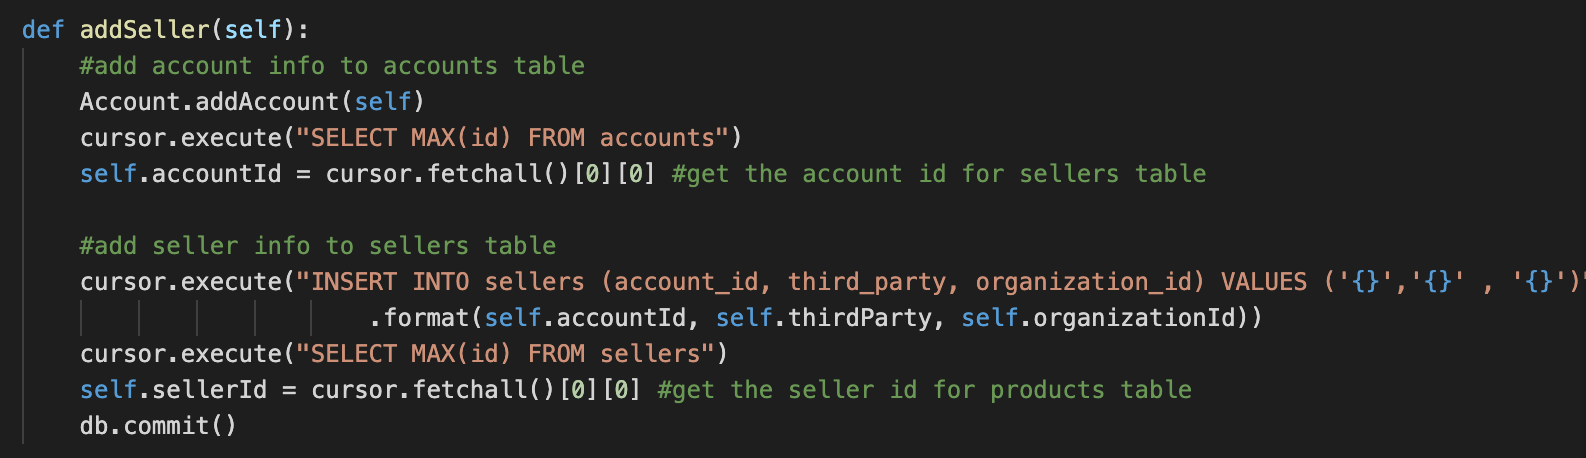 def addSeller(self):
#add account info to accounts table
Account.addAccount(self)
cursor.execute("SELECT MAX(id) FROM accounts")
self.accountId = cursor.fetchall()[0][0] #get the account id for sellers table
#add seller info to sellers table
cursor.execute("INSERT INTO sellers (account_id, third_party, organization_id) VALUES ('{}','{}' , '{}')"
.format(self.accountId, self.thirdParty, self.organizationId))
cursor.execute("SELECT MAX(id) FROM sellers")
self.sellerId = cursor.fetchall()[0][0] #get the seller id for products table
db.commit()